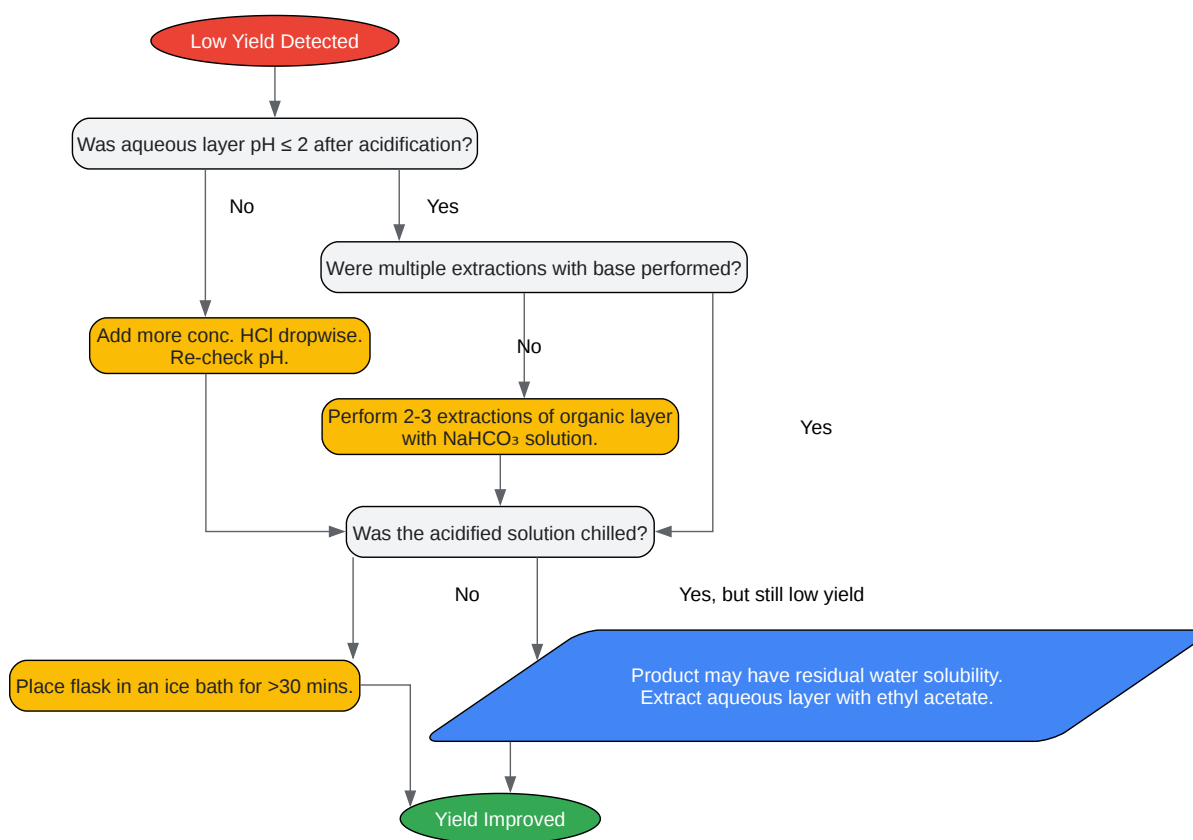 Low Yield Detected
Was aqueous layer pH ≤ 2 after acidification?
No
Yes
Were multiple extractions with base performed?
Add more conc. HCl dropwise.
Re-check pH.
No
Perform 2-3 extractions of organic layer
with NaHCO₃ solution.
Yes
Was the acidified solution chilled?
No
Yes, but still low yield
Place flask in an ice bath for >30 mins.
Product may have residual water solubility.
Extract aqueous layer with ethyl acetate.
Yield Improved